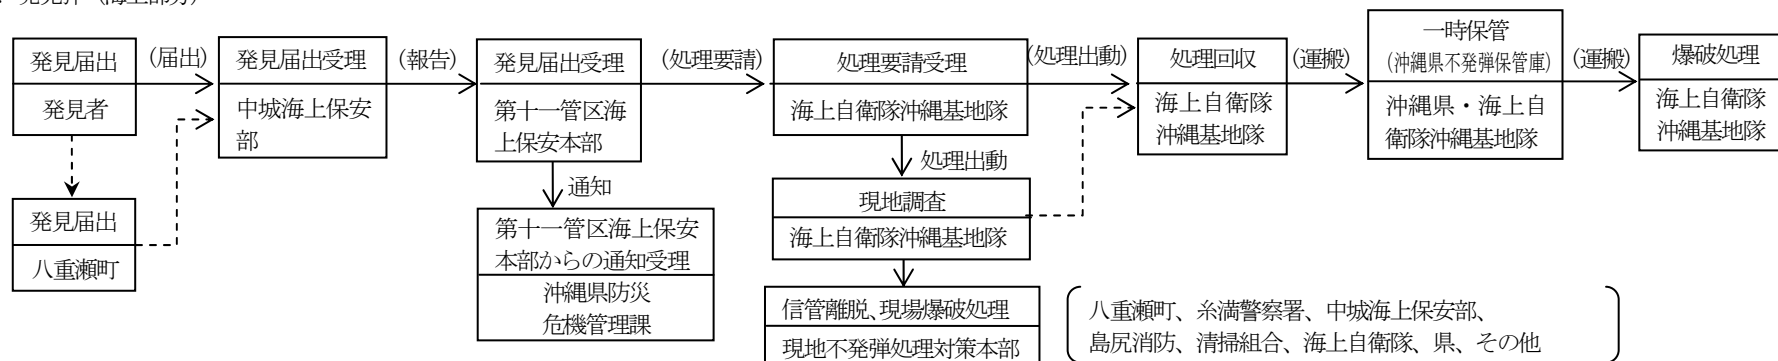 発見届出
発見者
(届出)
発見届出受理
中城海上保安
部
(報告)
発見届出受理
第十一管区海
上保安本部
(処理要請)
処理要請受理
海上自衛隊沖縄基地隊
(処理出動)
処理回収
海上自衛隊
沖縄基地隊
(運搬)
一時保管
(沖縄県不発弾保管庫)
沖縄県・海上自
衛隊沖縄基地隊
(運搬)
爆破処理
海上自衛隊
沖縄基地隊
発見届出
八重瀬町
通知
第十一管区海上保安
本部からの通知受理
沖縄県防災
危機管理課
処理出動
現地調査
海上自衛隊沖縄基地隊
信管離脱、現場爆破処理
現地不発弾処理対策本部
八重瀬町、糸満警察署、中城海上保安部、
島尻消防、清掃組合、海上自衛隊、県、その他